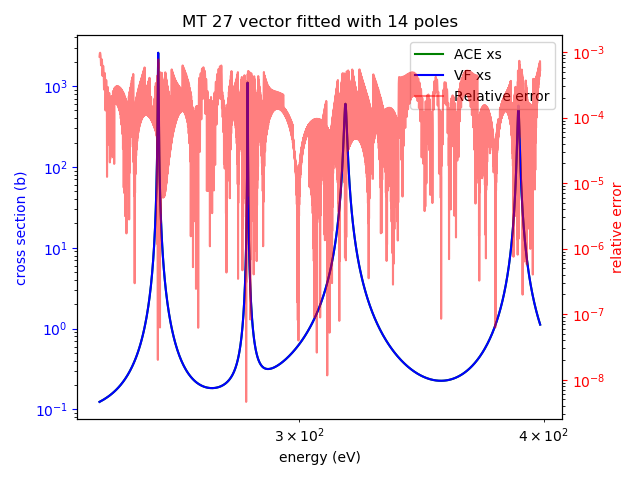 MT 27 vector fitted with 14 poles
ACE xs
VF xs
Relative error
10³
10²
10¹
10⁰
10⁻¹
cross section (b)
10⁻³
10⁻⁴
10⁻⁵
10⁻⁶
10⁻⁷
10⁻⁸
relative error
3 × 10²
4 × 10²
energy (eV)